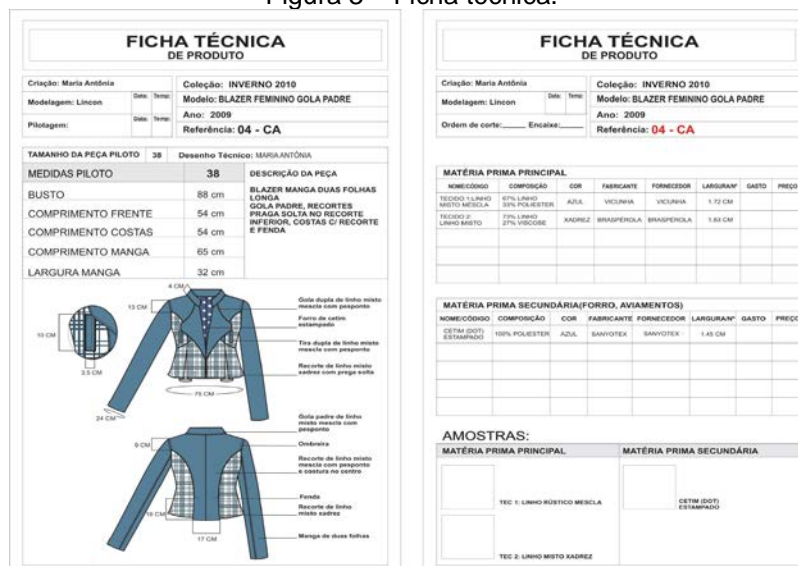 Figura 3 – Ficha técnica.
FICHA TÉCNICA
DE PRODUTO
Criação: Maria Antônia
Modelagem: Lincon
Data: Temp:
Pilotagem:
Data: Temp:
Coleção: INVERNO 2010
Modelo: BLAZER FEMININO GOLA PADRE
Ano: 2009
Referência: 04 - CA
TAMANHO DA PEÇA PILOTO 38 Desenho Técnico: MARIA ANTÔNIA
MEDIDAS PILOTO 38 DESCRIÇÃO DA PEÇA
BUSTO 88 cm
COMPRIMENTO FRENTE 54 cm
COMPRIMENTO COSTAS 54 cm
COMPRIMENTO MANGA 65 cm
LARGURA MANGA 32 cm
BLAZER MANGA DUAS FOLHAS
LONGA
GOLA PADRE, RECORTES
PRAGA SOLTA NO RECORTE
INFERIOR, COSTAS C/ RECORTE
E FENDA
4 CM
13 CM
10 CM
3,5 CM
75 CM
24 CM
Gola dupla de linho misto
mescla com pesponto
Forro de cetim
estampado
Tira dupla de linho misto
mescla com pesponto
Recorte de linho misto
xadrez com prega solta
9 CM
17 CM
Gola padre de linho
misto mescla com
pesponto
Ombreira
Recorte de linho misto
mescla com pesponto
e costura no centro
Fenda
Recorte de linho
misto xadrez
Manga de duas folhas
FICHA TÉCNICA
DE PRODUTO
Criação: Maria Antônia
Modelagem: Lincon
Data: Temp:
Ordem de corte:_____ Encaixe:_____
Coleção: INVERNO 2010
Modelo: BLAZER FEMININO GOLA PADRE
Ano: 2009
Referência: 04 - CA
MATÉRIA PRIMA PRINCIPAL
NOME/CÓDIGO COMPOSIÇÃO COR FABRICANTE FORNECEDOR LARGURA/Nº GASTO PREÇO
TECIDO 1:LINHO
MISTO MÉSCLA
67% LINHO
33% POLIESTER
AZUL VICUNHA VICUNHA 1.72 CM
TECIDO 2:
LINHO MISTO
73% LINHO
27% VISCOSE
XADREZ BRASPÉROLA BRASPÉROLA 1.63 CM
MATÉRIA PRIMA SECUNDÁRIA(FORRO, AVIAMENTOS)
NOME/CÓDIGO COMPOSIÇÃO COR FABRICANTE FORNECEDOR LARGURA/Nº GASTO PREÇO
CETIM (DOT)
ESTAMPADO
100% POLIESTER AZUL SANYOTEX SANYOTEX 1.45 CM
AMOSTRAS:
MATÉRIA PRIMA PRINCIPAL MATÉRIA PRIMA SECUNDÁRIA
TEC 1: LINHO RÚSTICO MESCLA
CETIM (DOT)
ESTAMPADO
TEC 2: LINHO MISTO XADREZ